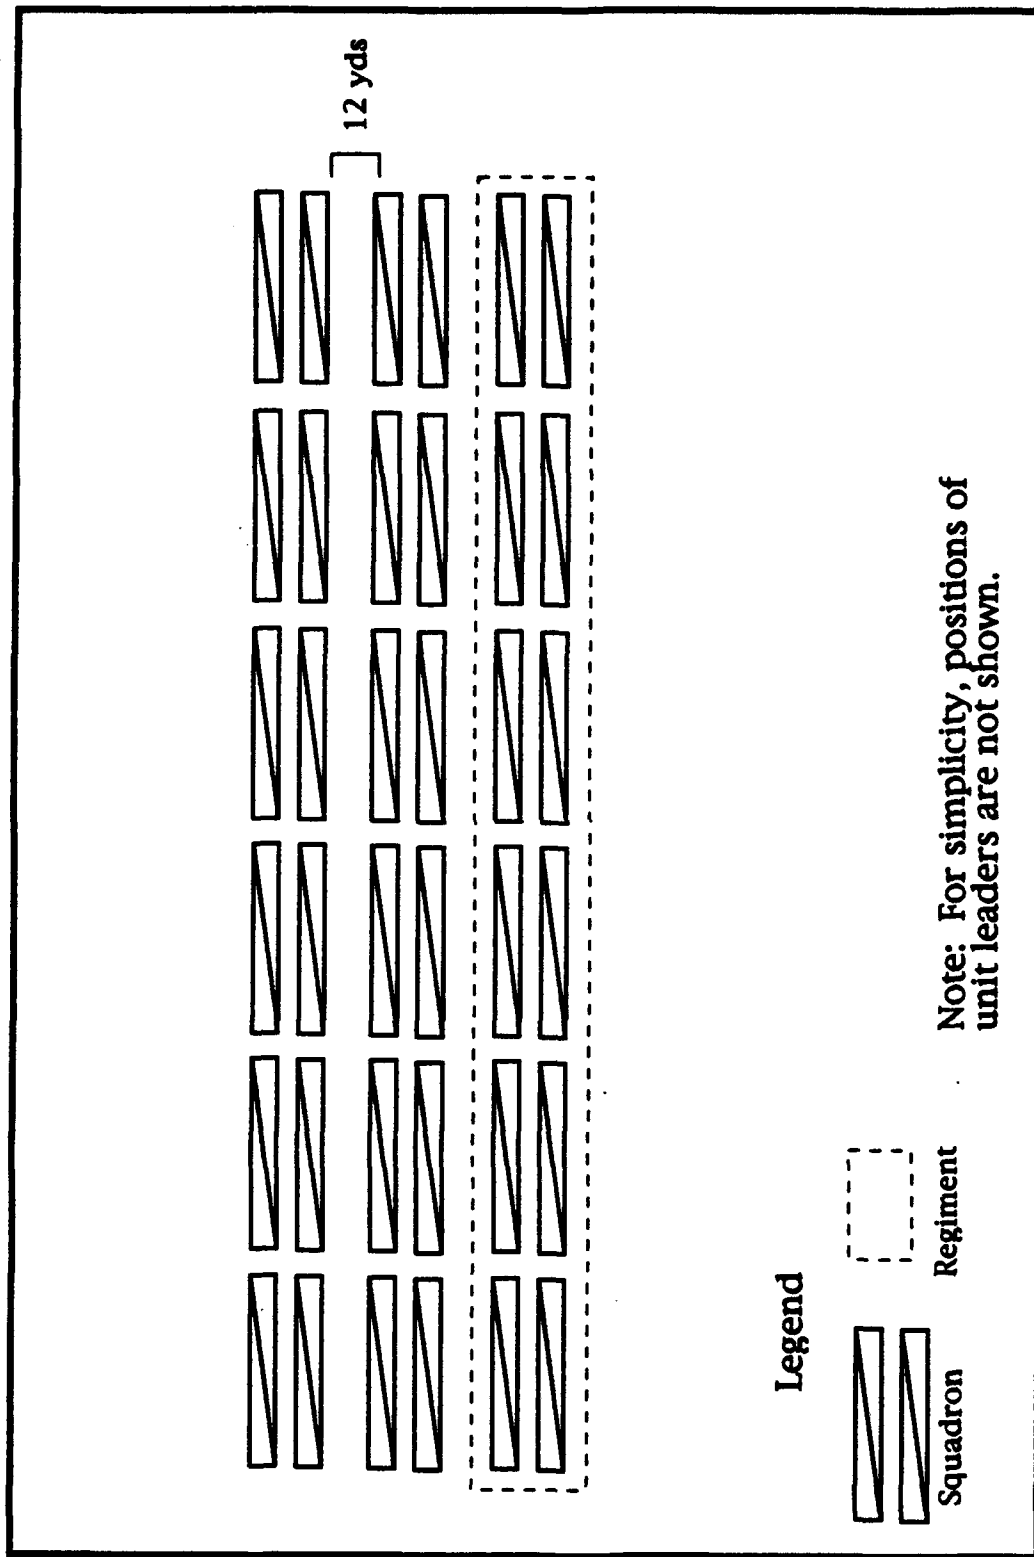 12 yds
Legend
Squadron
Regiment
Note: For simplicity, positions of
unit leaders are not shown.